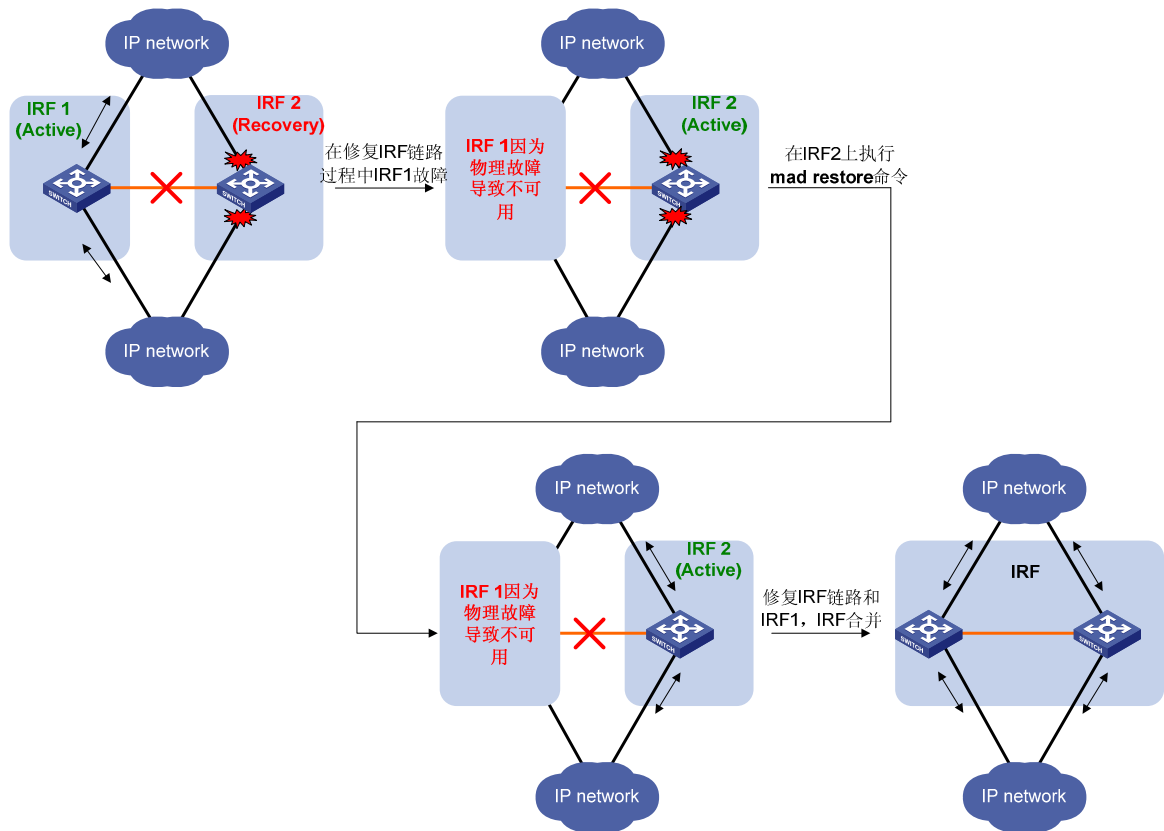 IP network
IRF 1
(Active)
IRF 2
(Recovery)
SWITCH
SWITCH
IP network
在修复IRF链路
过程中IRF1故障
IP network
IRF 1因为
物理故障
导致不可
用
IRF 2
(Active)
SWITCH
IP network
在IRF2上执行
mad restore命令
IP network
IRF 1因为
物理故障
导致不可
用
IRF 2
(Active)
SWITCH
IP network
修复IRF链路和
IRF1，IRF合并
IP network
IRF
SWITCH
SWITCH
IP network